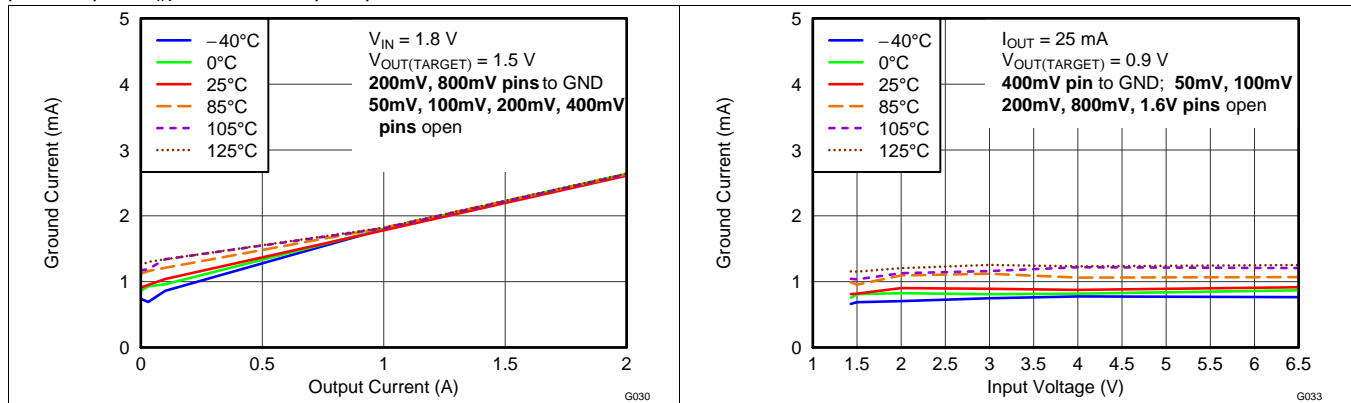 5
4
3
2
1
0
Ground Current (mA)
−40°C
0°C
25°C
85°C
105°C
125°C
VIN = 1.8 V
VOUT(TARGET) = 1.5 V
200mV, 800mV pins to GND
50mV, 100mV, 200mV, 400mV
pins open
0 0.5 1 1.5 2
Output Current (A)
G030
5
4
3
2
1
0
Ground Current (mA)
−40°C
0°C
25°C
85°C
105°C
125°C
IOUT = 25 mA
VOUT(TARGET) = 0.9 V
400mV pin to GND; 50mV, 100mV
200mV, 800mV, 1.6V pins open
1 1.5 2 2.5 3 3.5 4 4.5 5 5.5 6 6.5
Input Voltage (V)
G033